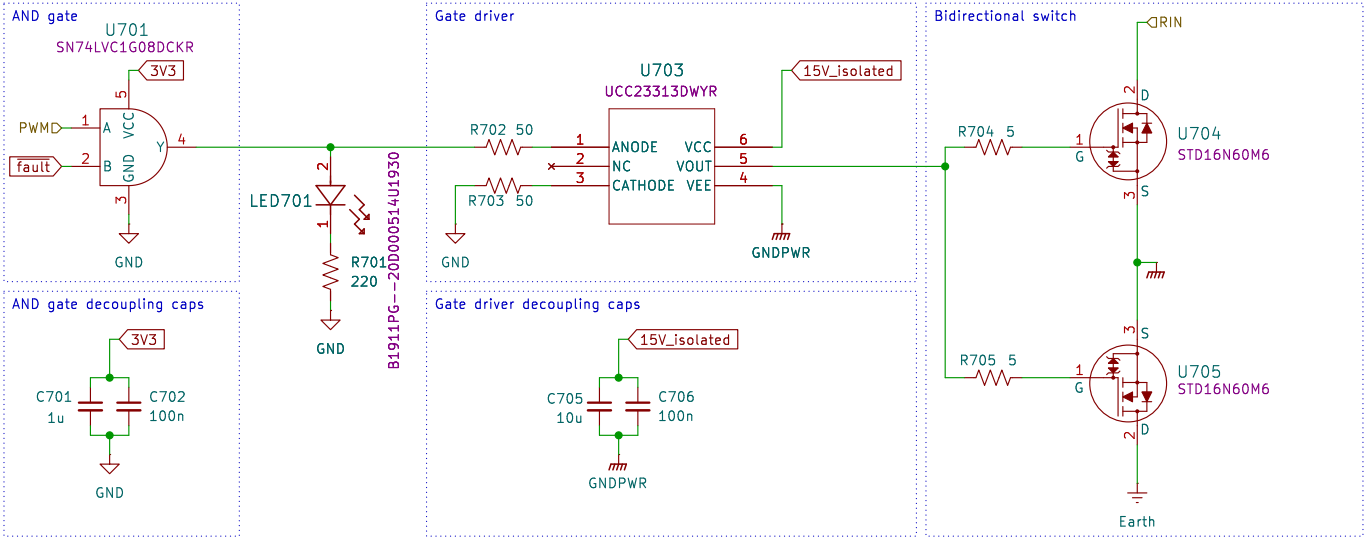 AND gate
U701
SN74LVC1G08DCKR
3V3
5
VCC
PWM
1
A
fault
2
B
GND
3
Y
4
GND
2
LED701
1
R701
220
GND
B1911PG--20D000514U1930
Gate driver
U703
UCC23313DWYR
15V_isolated
R702 50
1
ANODE
2
NC
3
CATHODE
R703 50
GND
VCC
6
VOUT
5
VEE
4
GNDPWR
Bidirectional switch
RIN
2
D
R704 5
1
G
U704
STD16N60M6
3
S
3
S
R705 5
1
G
U705
STD16N60M6
D
2
Earth
AND gate decoupling caps
3V3
C701
1u
C702
100n
GND
Gate driver decoupling caps
15V_isolated
C705
10u
C706
100n
GNDPWR